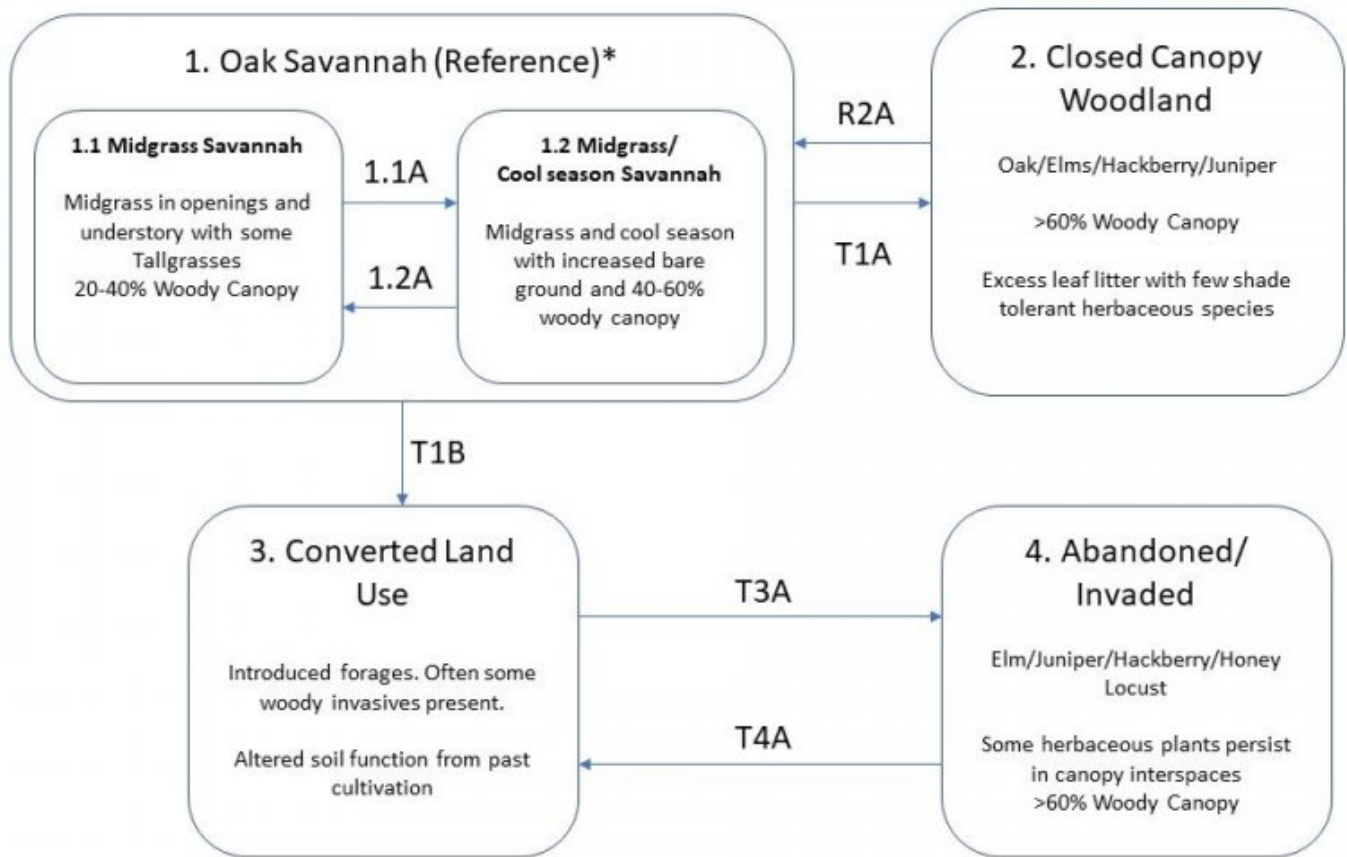 1. Oak Savannah (Reference)*
1.1 Midgrass Savannah
Midgrass in openings and
understory with some
Tallgrasses
20-40% Woody Canopy
1.1A
1.2A
1.2 Midgrass/
Cool season Savannah
Midgrass and cool season
with increased bare
ground and 40-60%
woody canopy
R2A
T1A
2. Closed Canopy
Woodland
Oak/Elms/Hackberry/Juniper
>60% Woody Canopy
Excess leaf litter with few shade
tolerant herbaceous species
T1B
3. Converted Land
Use
Introduced forages. Often some
woody invasives present.
Altered soil function from past
cultivation
T3A
T4A
4. Abandoned/
Invaded
Elm/Juniper/Hackberry/Honey
Locust
Some herbaceous plants persist
in canopy interspaces
>60% Woody Canopy